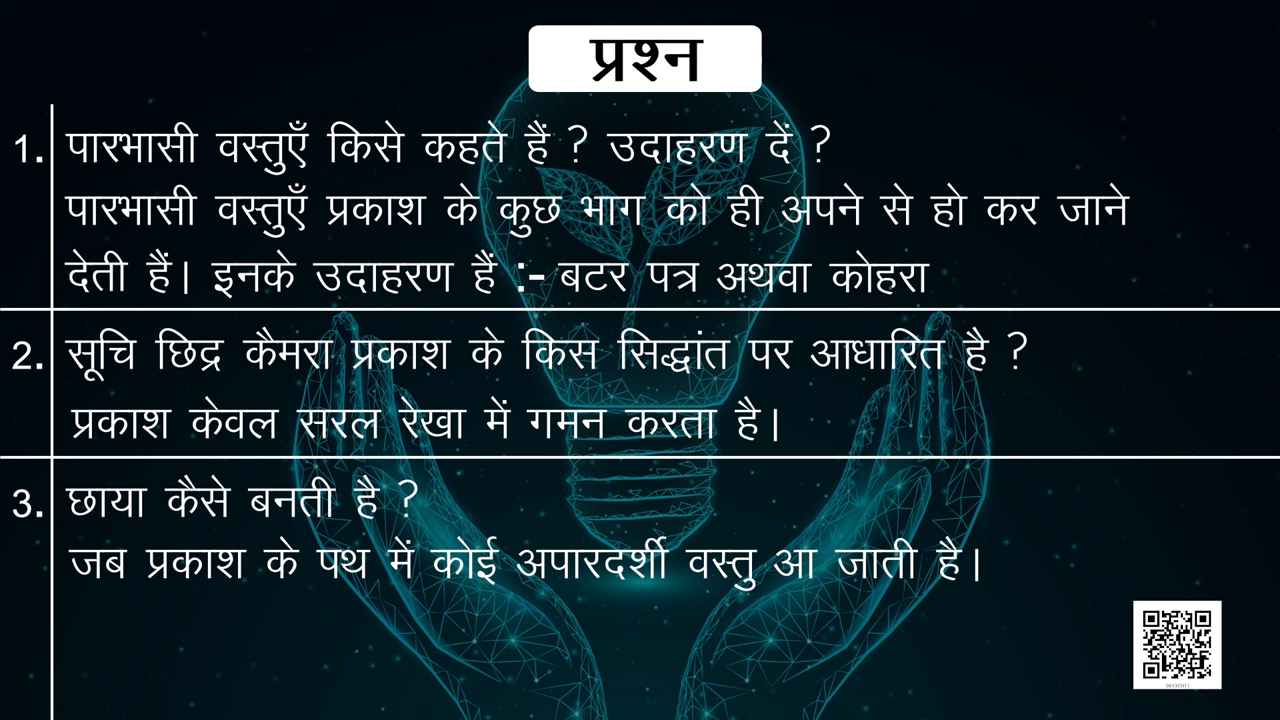 प्रश्न
1. पारभासी वस्तुएँ किसे कहते हैं ? उदाहरण दें ?
पारभासी वस्तुएँ प्रकाश के कुछ भाग को ही अपने से हो कर जाने
देती हैं। इनके उदाहरण हैं :- बटर पत्र अथवा कोहरा
2. सूचि छिद्र कैमरा प्रकाश के किस सिद्धांत पर आधारित है ?
प्रकाश केवल सरल रेखा में गमन करता है।
3. छाया कैसे बनती है ?
जब प्रकाश के पथ में कोई अपारदर्शी वस्तु आ जाती है।